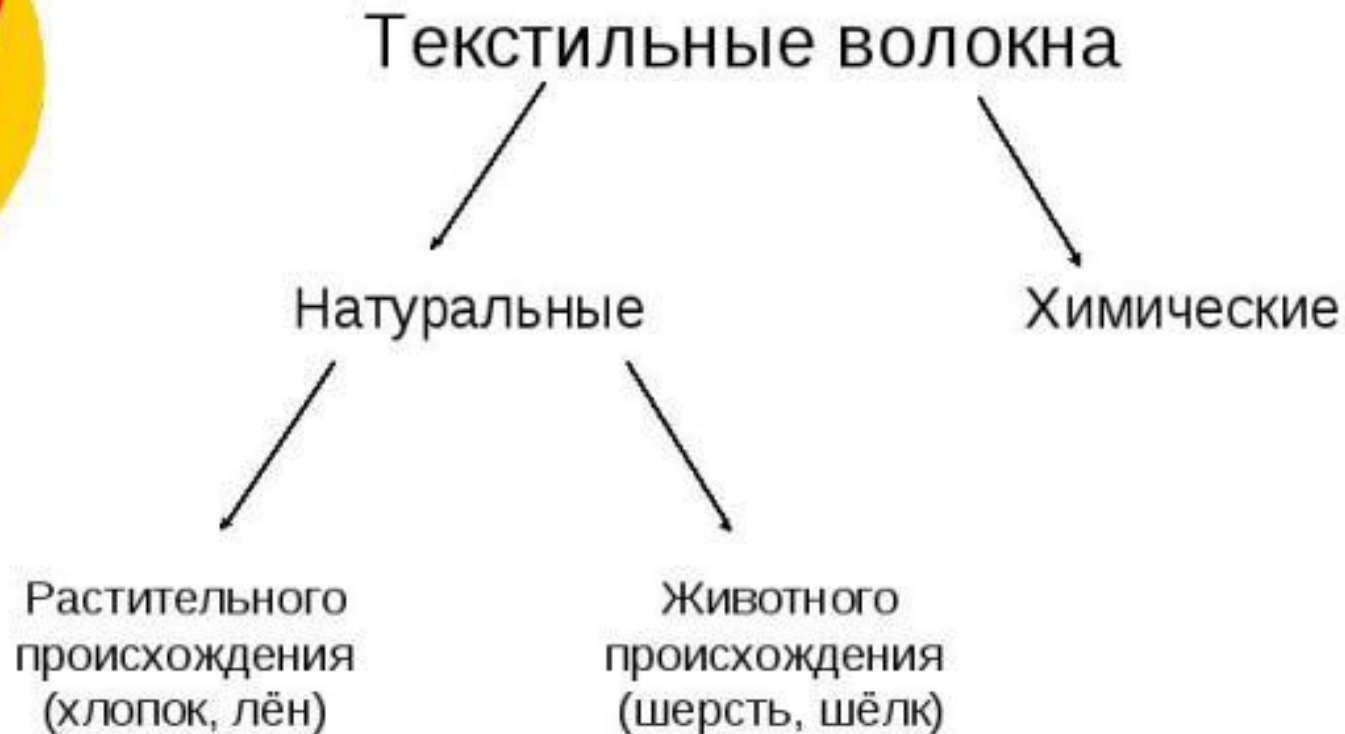 Текстильные волокна
Натуральные
Химические
Растительного
происхождения
(хлопок, лён)
Животного
происхождения
(шерсть, шёлк)